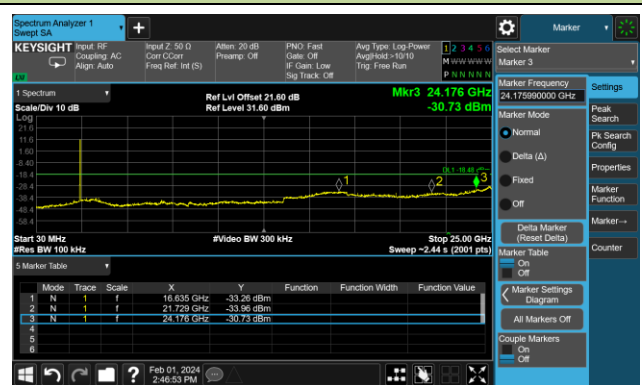 Spectrum Analyzer 1
Swept SA
+
Marker
KEYSIGHT
Input: RF
Coupling: AC
Align: Auto
Input Z: 50 Ω
Corr CCorr
Freq Ref: Int (S)
Atten: 20 dB
Preamp: Off
PNO: Fast
Gate: Off
IF Gain: Low
Sig Track: Off
Avg Type: Log-Power
Avg|Hold:>10/10
Trig: Free Run
1 2 3 4 5 6
M W W W W W
P N N N N N
LW
Select Marker
Marker 3
1 Spectrum
Scale/Div 10 dB
Log
Ref Lvl Offset 21.60 dB
Ref Level 31.60 dBm
Mkr3 24.176 GHz
-30.73 dBm
21.6
11.6
1.60
-8.40
-18.4
-28.4
-38.4
-48.4
-58.4
1
2
3
Start 30 MHz
#Res BW 100 kHz
#Video BW 300 kHz
Stop 25.00 GHz
Sweep ~2.44 s (2001 pts)
5 Marker Table
Mode Trace Scale X Y Function Function Width Function Value
1 N 1 f 16.635 GHz -33.26 dBm
2 N 1 f 21.729 GHz -33.96 dBm
3 N 1 f 24.176 GHz -30.73 dBm
4
5
6
Marker Frequency
24.175990000 GHz
Marker Mode
Normal
Delta (Δ)
Fixed
Off
Delta Marker
(Reset Delta)
Marker Table
On
Off
Marker Settings
Diagram
All Markers Off
Couple Markers
On
Off
Settings
Peak
Search
Pk Search
Config
Properties
Marker
Function
Marker→
Counter
?
Feb 01, 2024
2:46:53 PM